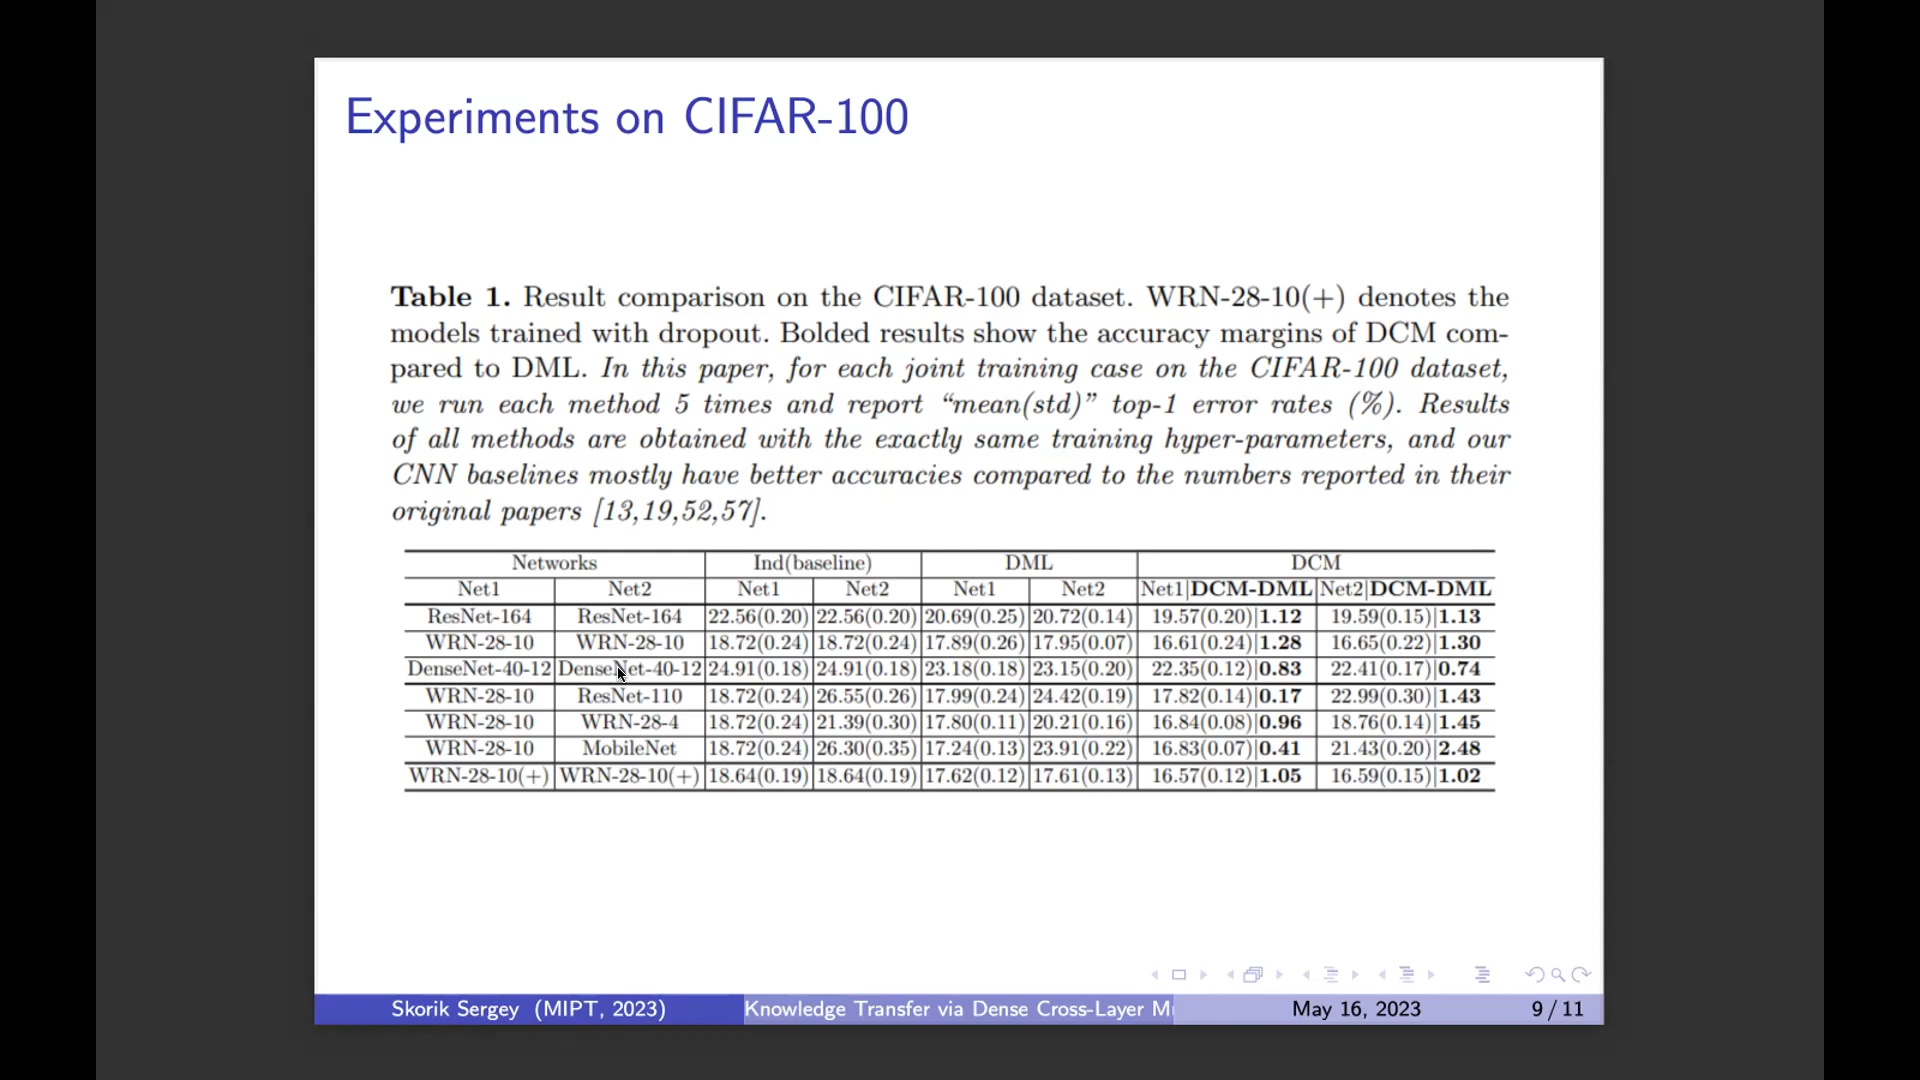 Experiments on CIFAR-100
Table 1. Result comparison on the CIFAR-100 dataset. WRN-28-10(+) denotes the
models trained with dropout. Bolded results show the accuracy margins of DCM com-
pared to DML. In this paper, for each joint training case on the CIFAR-100 dataset,
we run each method 5 times and report “mean(std)” top-1 error rates (%). Results
of all methods are obtained with the exactly same training hyper-parameters, and our
CNN baselines mostly have better accuracies compared to the numbers reported in their
original papers [13,19,52,57].
Networks Ind(baseline) DML DCM
Net1 Net2 Net1 Net2 Net1 Net2 Net1|DCM-DML Net2|DCM-DML
ResNet-164 ResNet-164 22.56(0.20) 22.56(0.20) 20.69(0.25) 20.72(0.14) 19.57(0.20)|1.12 19.59(0.15)|1.13
WRN-28-10 WRN-28-10 18.72(0.24) 18.72(0.24) 17.89(0.26) 17.95(0.07) 16.61(0.24)|1.28 16.65(0.22)|1.30
DenseNet-40-12 DenseNet-40-12 24.91(0.18) 24.91(0.18) 23.18(0.18) 23.15(0.20) 22.35(0.12)|0.83 22.41(0.17)|0.74
WRN-28-10 ResNet-110 18.72(0.24) 26.55(0.26) 17.99(0.24) 24.42(0.19) 17.82(0.14)|0.17 22.99(0.30)|1.43
WRN-28-10 WRN-28-4 18.72(0.24) 21.39(0.30) 17.80(0.11) 20.21(0.16) 16.84(0.08)|0.96 18.76(0.14)|1.45
WRN-28-10 MobileNet 18.72(0.24) 26.30(0.35) 17.24(0.13) 23.91(0.22) 16.83(0.07)|0.41 21.43(0.20)|2.48
WRN-28-10(+) WRN-28-10(+) 18.64(0.19) 18.64(0.19) 17.62(0.12) 17.61(0.13) 16.57(0.12)|1.05 16.59(0.15)|1.02
Skorik Sergey (MIPT, 2023) Knowledge Transfer via Dense Cross-Layer M May 16, 2023 9 / 11